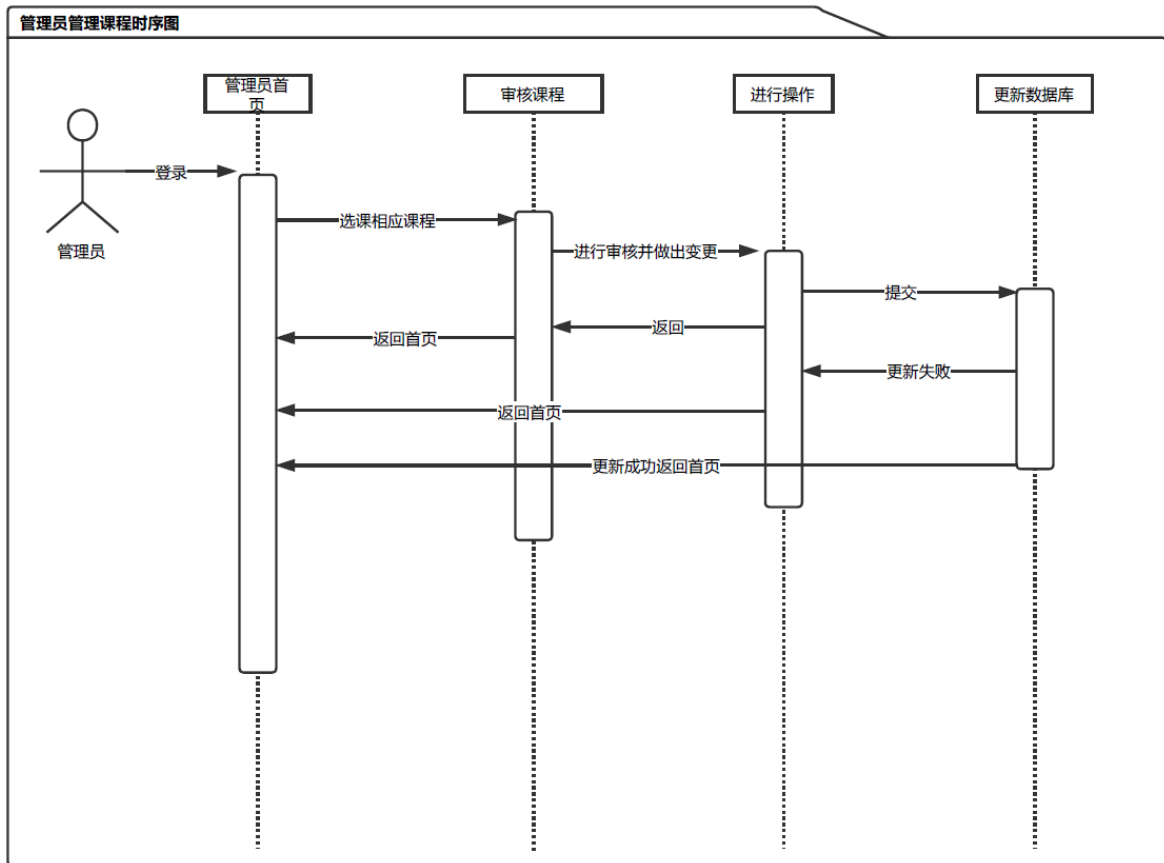 管理员管理课程时序图
管理员首
页
审核课程
进行操作
更新数据库
登录
管理员
选课相应课程
进行审核并做出变更
提交
返回
返回首页
更新失败
返回首页
更新成功返回首页